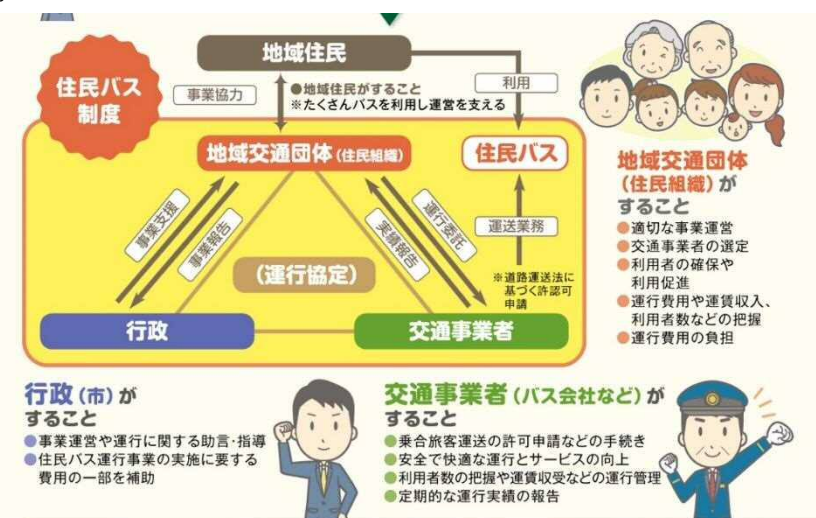 地域住民
住民バス
制度
事業協力
●地域住民がすること
※たくさんバスを利用し運営を支える
利用
地域交通団体(住民組織)
住民バス
事業支援
事業報告
実績報告
運行委託
運送業務
(運行協定)
※道路運送法に
基づく許認可
申請
行政
交通事業者
地域交通団体
(住民組織)が
すること
●適切な事業運営
●交通事業者の選定
●利用者の確保や
利用促進
●運行費用や運賃収入、
利用者数などの把握
●運行費用の負担
行政(市)が
すること
●事業運営や運行に関する助言・指導
●住民バス運行事業の実施に要する
費用の一部を補助
交通事業者(バス会社など)が
すること
●乗合旅客運送の許可申請などの手続き
●安全で快適な運行とサービスの向上
●利用者数の把握や運賃収受などの運行管理
●定期的な運行実績の報告